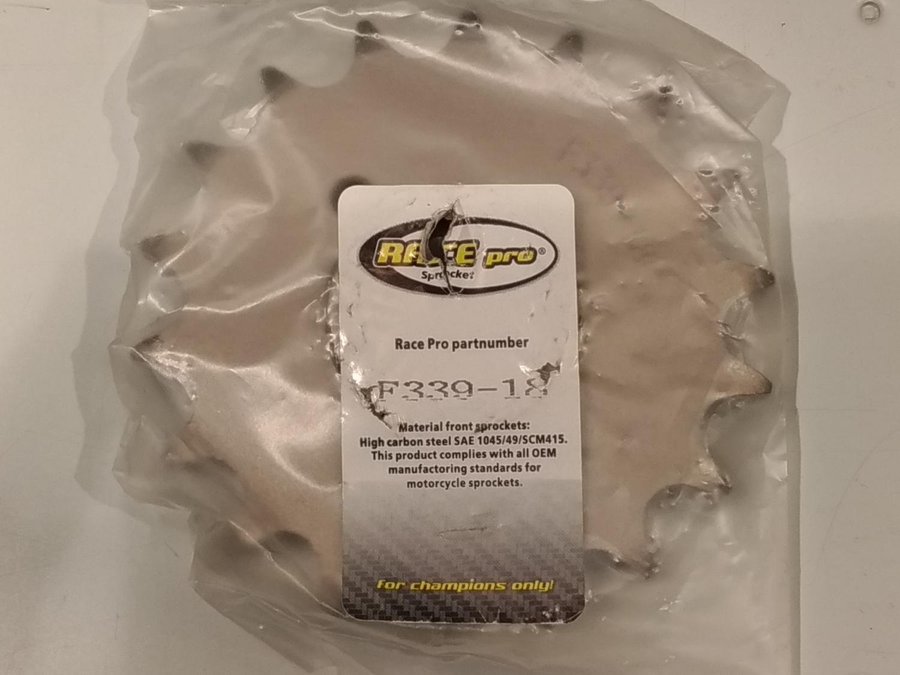 RACE pro®
Sprocket
Race Pro partnumber
F339-18
Material front sprockets:
High carbon steel SAE 1045/49/SCM415.
This product complies with all OEM
manufactoring standards for
motorcycle sprockets.
for champions only!